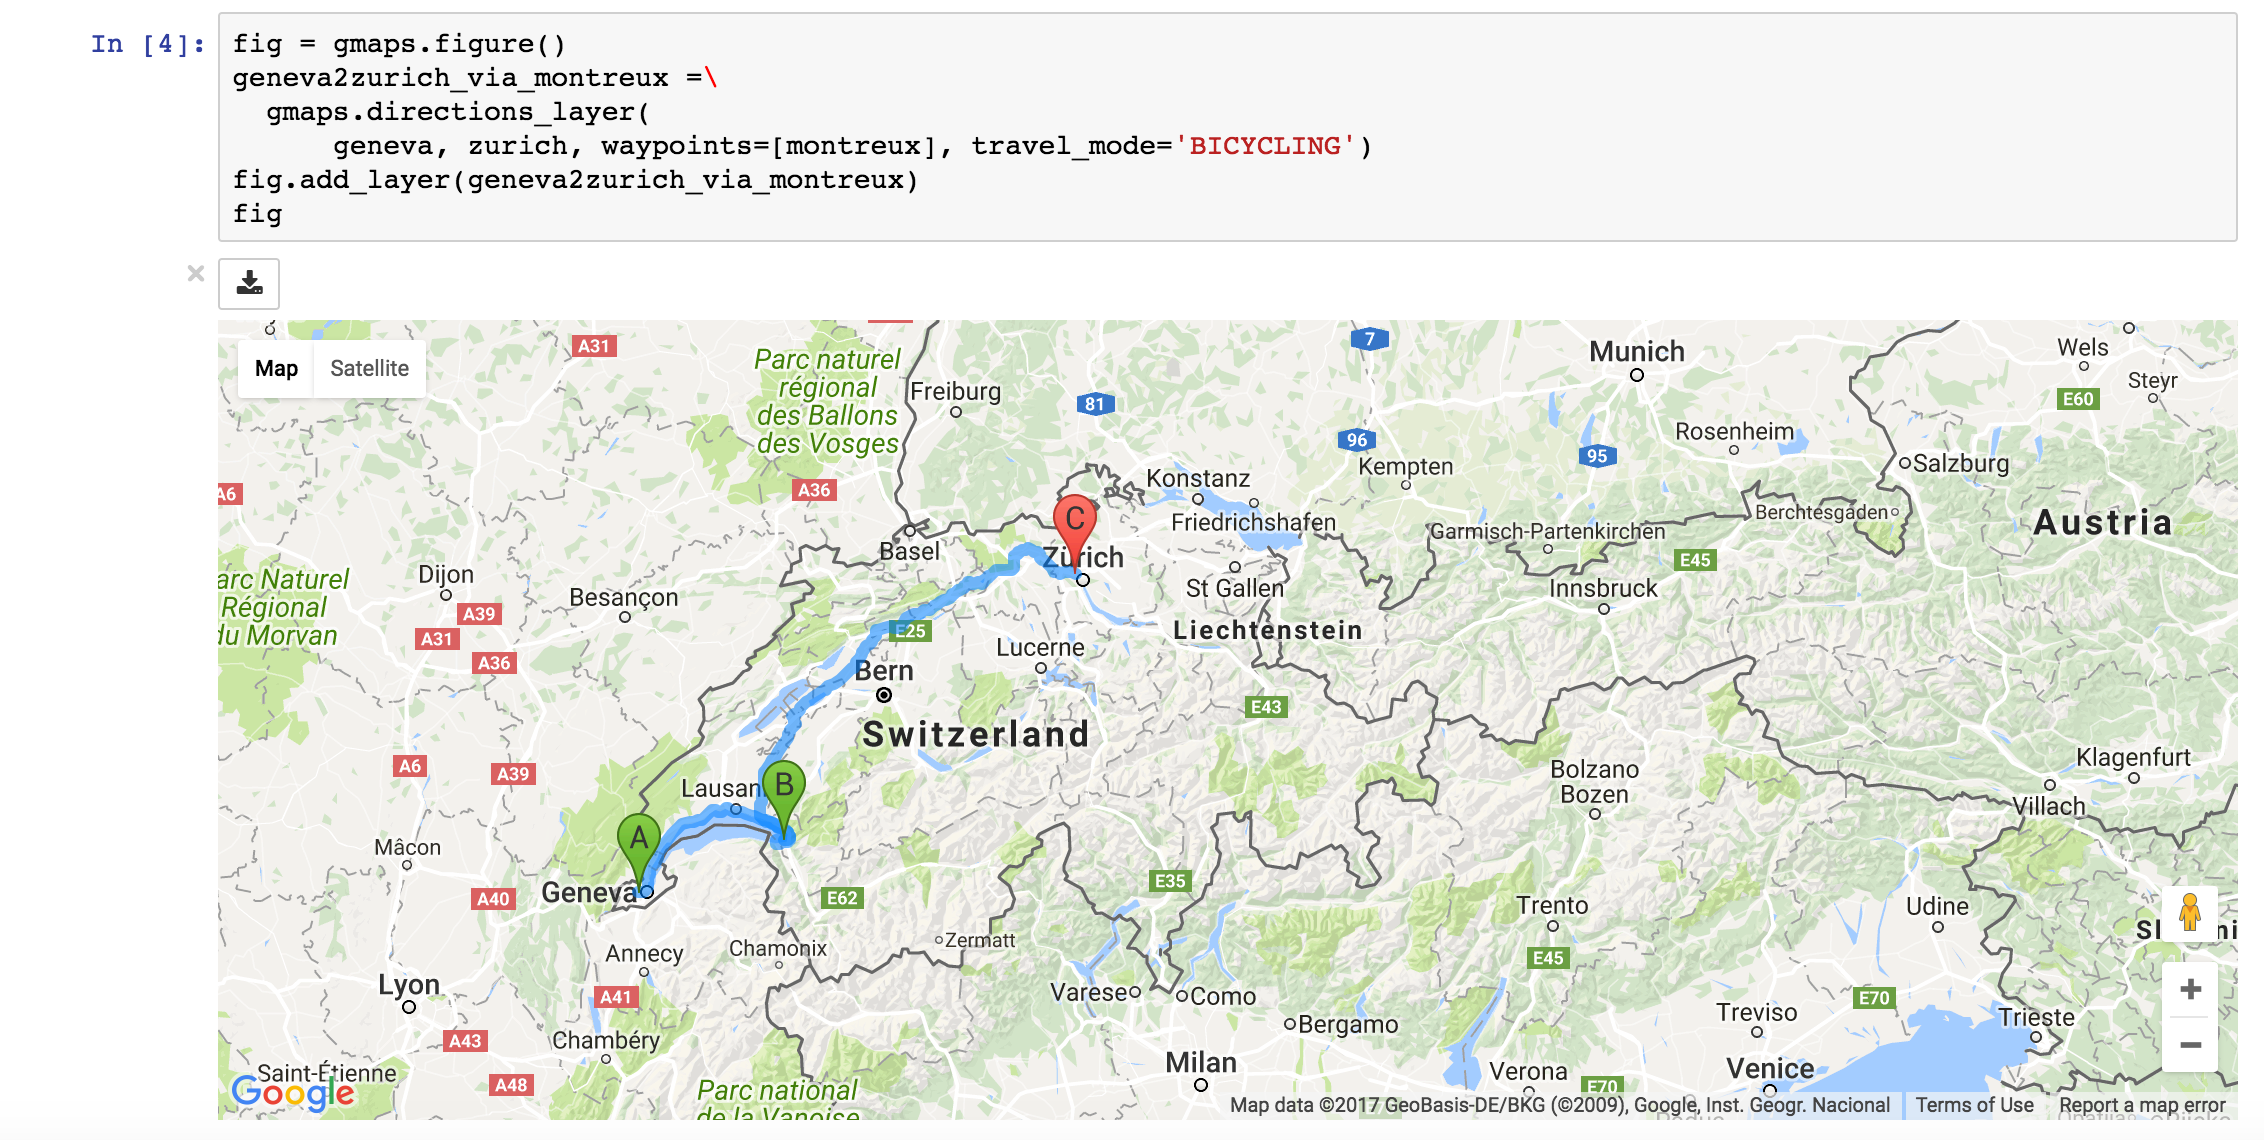 In [4]:
fig = gmaps.figure()
geneva2zurich_via_montreux =\
  gmaps.directions_layer(
      geneva, zurich, waypoints=[montreux], travel_mode='BICYCLING')
fig.add_layer(geneva2zurich_via_montreux)
fig
×
Map Satellite
A31
Parc naturel
régional
des Ballons
des Vosges
Freiburg
81
7
96
95
Munich
Wels
Steyr
E60
Rosenheim
Kempten
Salzburg
A6
A36
Konstanz
Friedrichshafen
C
Garmisch-Partenkirchen
Berchtesgaden
Austria
Basel
Zürich
E45
arc Naturel
Régional
du Morvan
Dijon
A39
A31
A36
Besançon
St Gallen
Innsbruck
E25
Liechtenstein
Lucerne
Bern
E43
Switzerland
A6
A39
Lausan
B
Bolzano
Bozen
Klagenfurt
Villach
A
Mâcon
Geneva
A40
E62
E35
Trento
Udine
Annecy
Chamonix
Zermatt
E45
Sl
ni
Lyon
A41
Varese
Como
E70
Treviso
Trieste
Bergamo
A43
Chambéry
Milan
Verona
Venice
Saint-Étienne
Google
A48
Parc national
de la Vanoise
E70
Map data ©2017 GeoBasis-DE/BKG (©2009), Google, Inst. Geogr. Nacional Terms of Use Report a map error